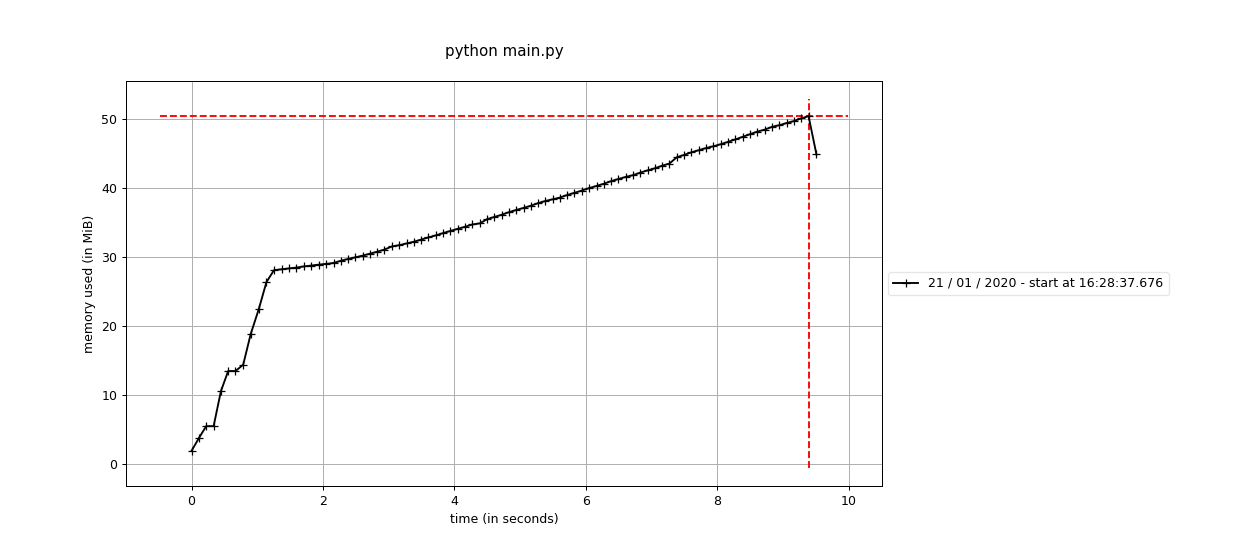 python main.py
50
40
30
20
10
0
memory used (in MiB)
0 2 4 6 8 10
time (in seconds)
21 / 01 / 2020 - start at 16:28:37.676